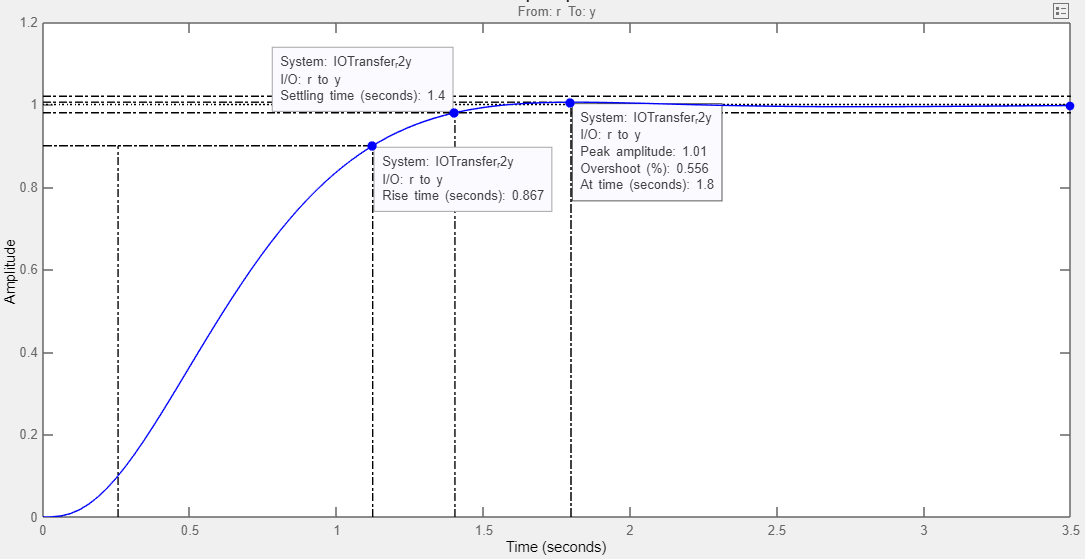 From: r To: y
1.2
System: IOTransferᵣ2y
I/O: r to y
Settling time (seconds): 1.4
1
System: IOTransferᵣ2y
I/O: r to y
Peak amplitude: 1.01
Overshoot (%): 0.556
At time (seconds): 1.8
System: IOTransferᵣ2y
I/O: r to y
Rise time (seconds): 0.867
0.8
Amplitude
0.6
0.4
0.2
0
0 0.5 1 1.5 2 2.5 3 3.5
Time (seconds)